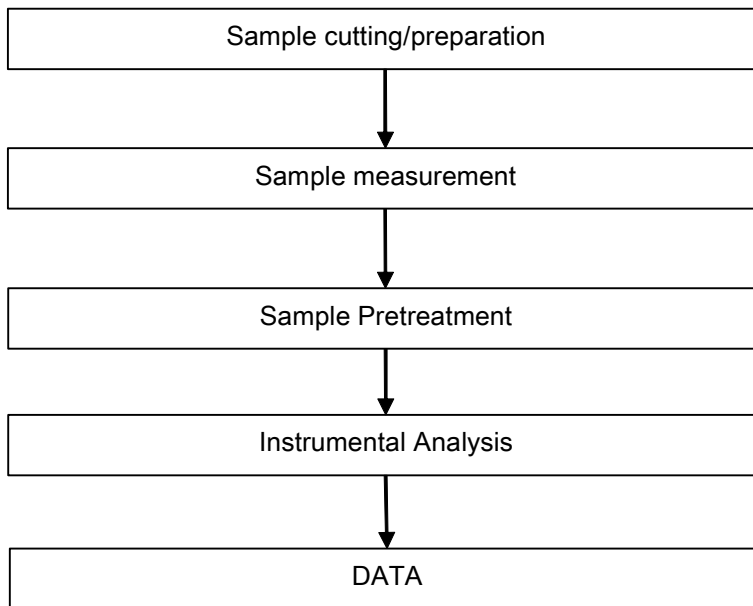 Sample cutting/preparation
Sample measurement
Sample Pretreatment
Instrumental Analysis
DATA